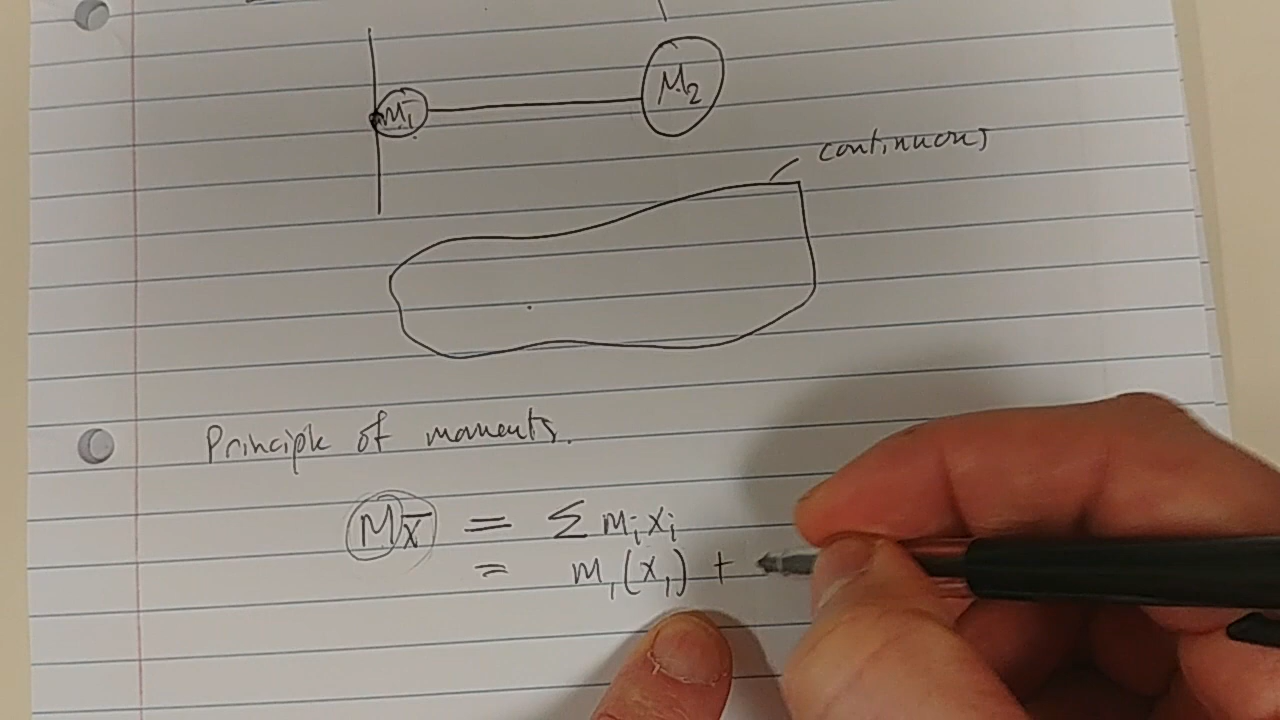 M₁
M₂
continuous
Principle of moments.
Mx̅ = Σ mᵢxᵢ
= m₁(x₁) +